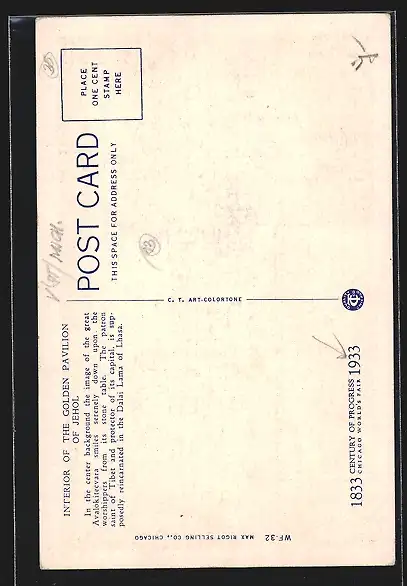 INTERIOR OF THE GOLDEN PAVILION
OF JEHOL
In the center background the image of the great
Avalokitecvara smiles serenely down upon the
worshippers from its stone table. The patron
saint of Tibet and protector of its capital, is sup-
posedly reincarnated in the Dalai Lama of Lhasa.
POST CARD
THIS SPACE FOR ADDRESS ONLY
PLACE
ONE CENT
STAMP
HERE
C. T. ART-COLORTONE
1833 CENTURY OF PROGRESS 1933
CHICAGO WORLD'S FAIR
WF-32 MAX RIGOT SELLING CO., CHICAGO